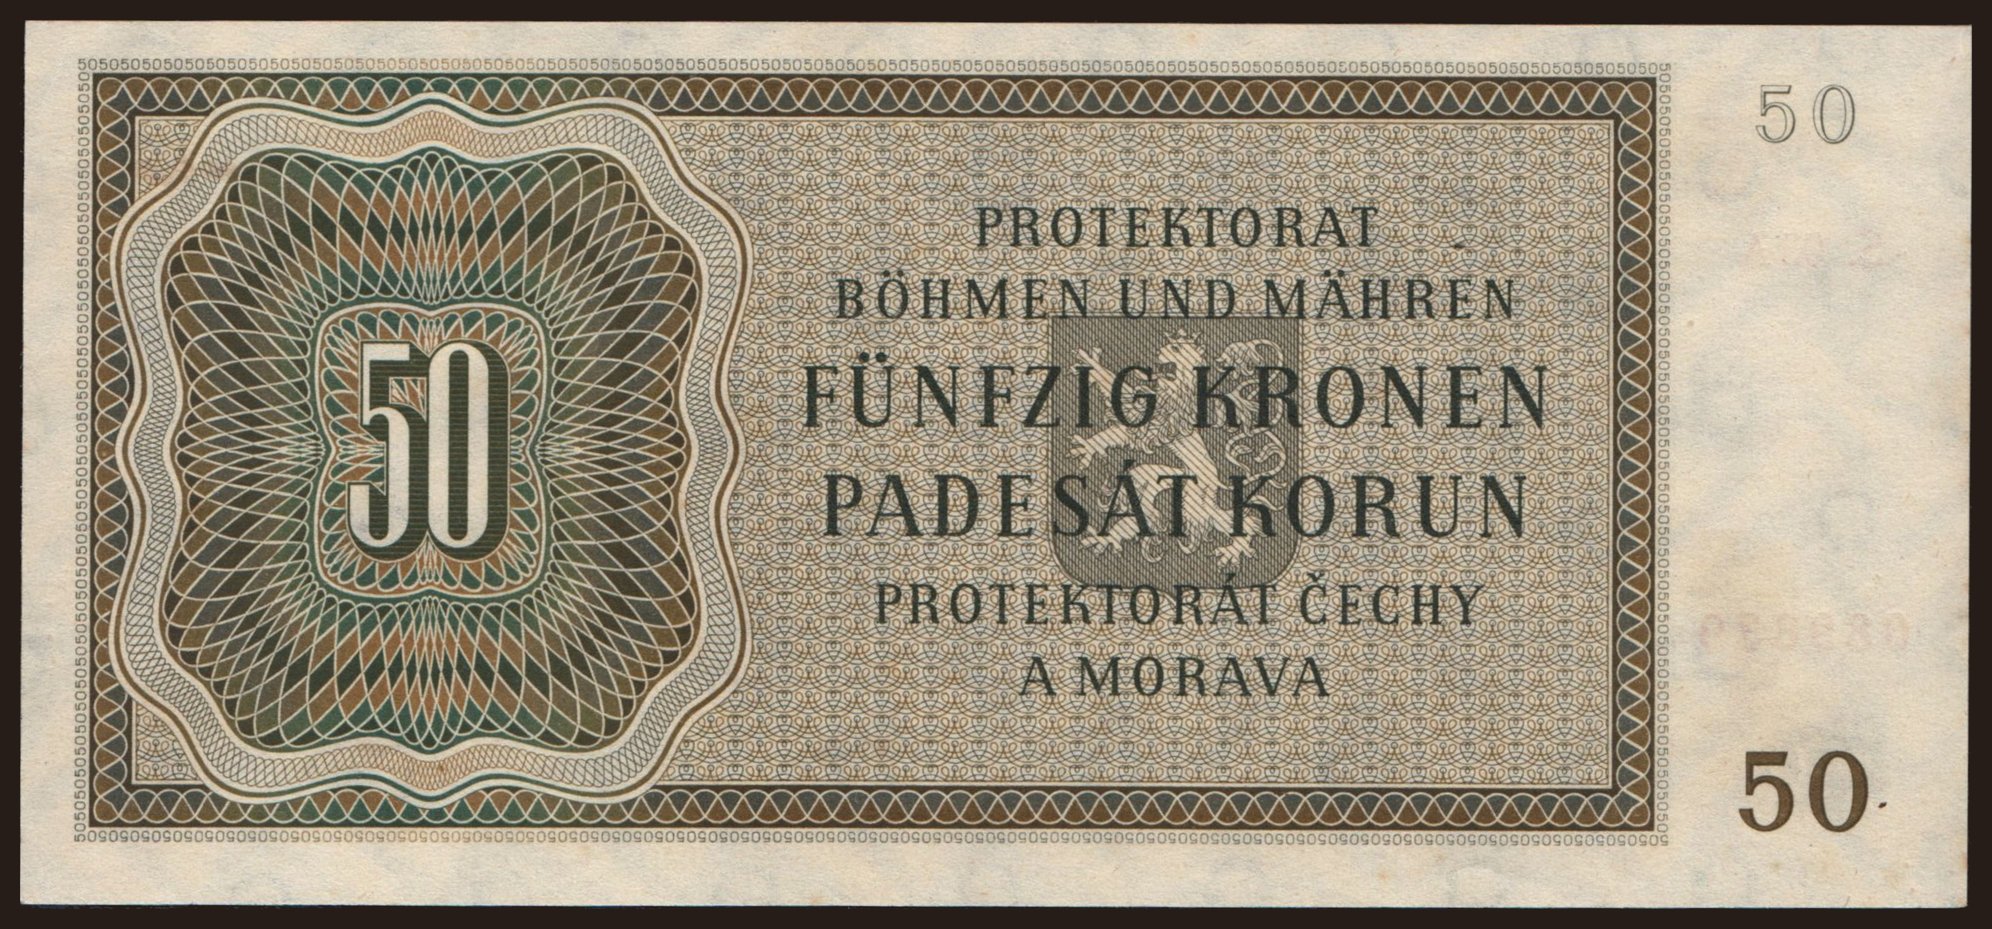 50
PROTEKTORAT
BÖHMEN UND MÄHREN
FÜNFZIG KRONEN
50
PADESÁT KORUN
PROTEKTORÁT ČECHY
A MORAVA
50